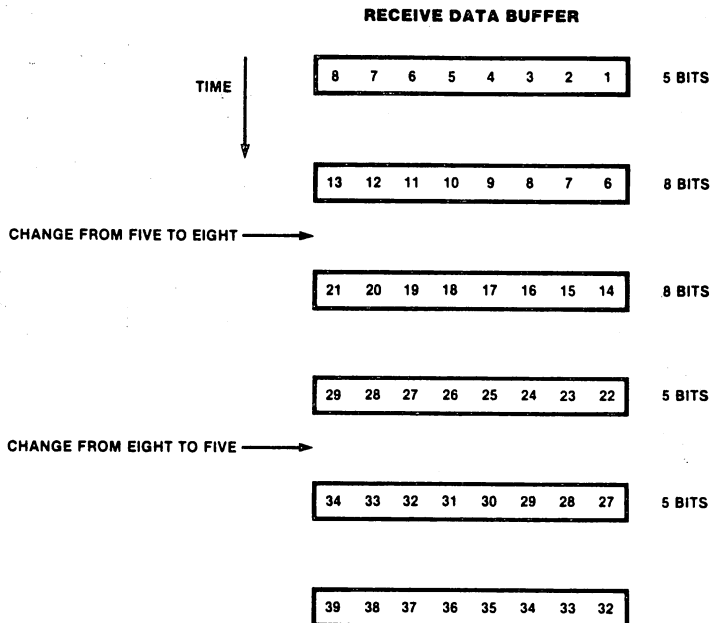 RECEIVE DATA BUFFER
TIME
8 7 6 5 4 3 2 1 5 BITS
13 12 11 10 9 8 7 6 8 BITS
CHANGE FROM FIVE TO EIGHT
21 20 19 18 17 16 15 14 8 BITS
29 28 27 26 25 24 23 22 5 BITS
CHANGE FROM EIGHT TO FIVE
34 33 32 31 30 29 28 27 5 BITS
39 38 37 36 35 34 33 32